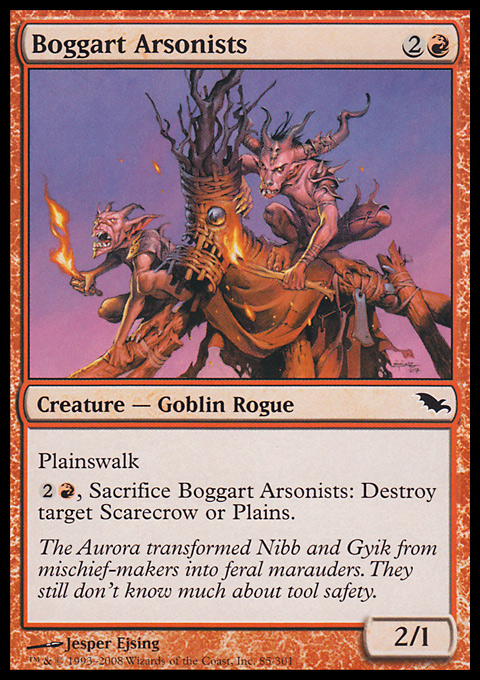 Boggart Arsonists 2
Creature — Goblin Rogue
Plainswalk
2, Sacrifice Boggart Arsonists: Destroy
target Scarecrow or Plains.
The Aurora transformed Nibb and Gyik from
mischief-makers into feral marauders. They
still don't know much about tool safety.
Jesper Ejsing
2/1
™ & © 1993–2008 Wizards of the Coast, Inc. 85/301